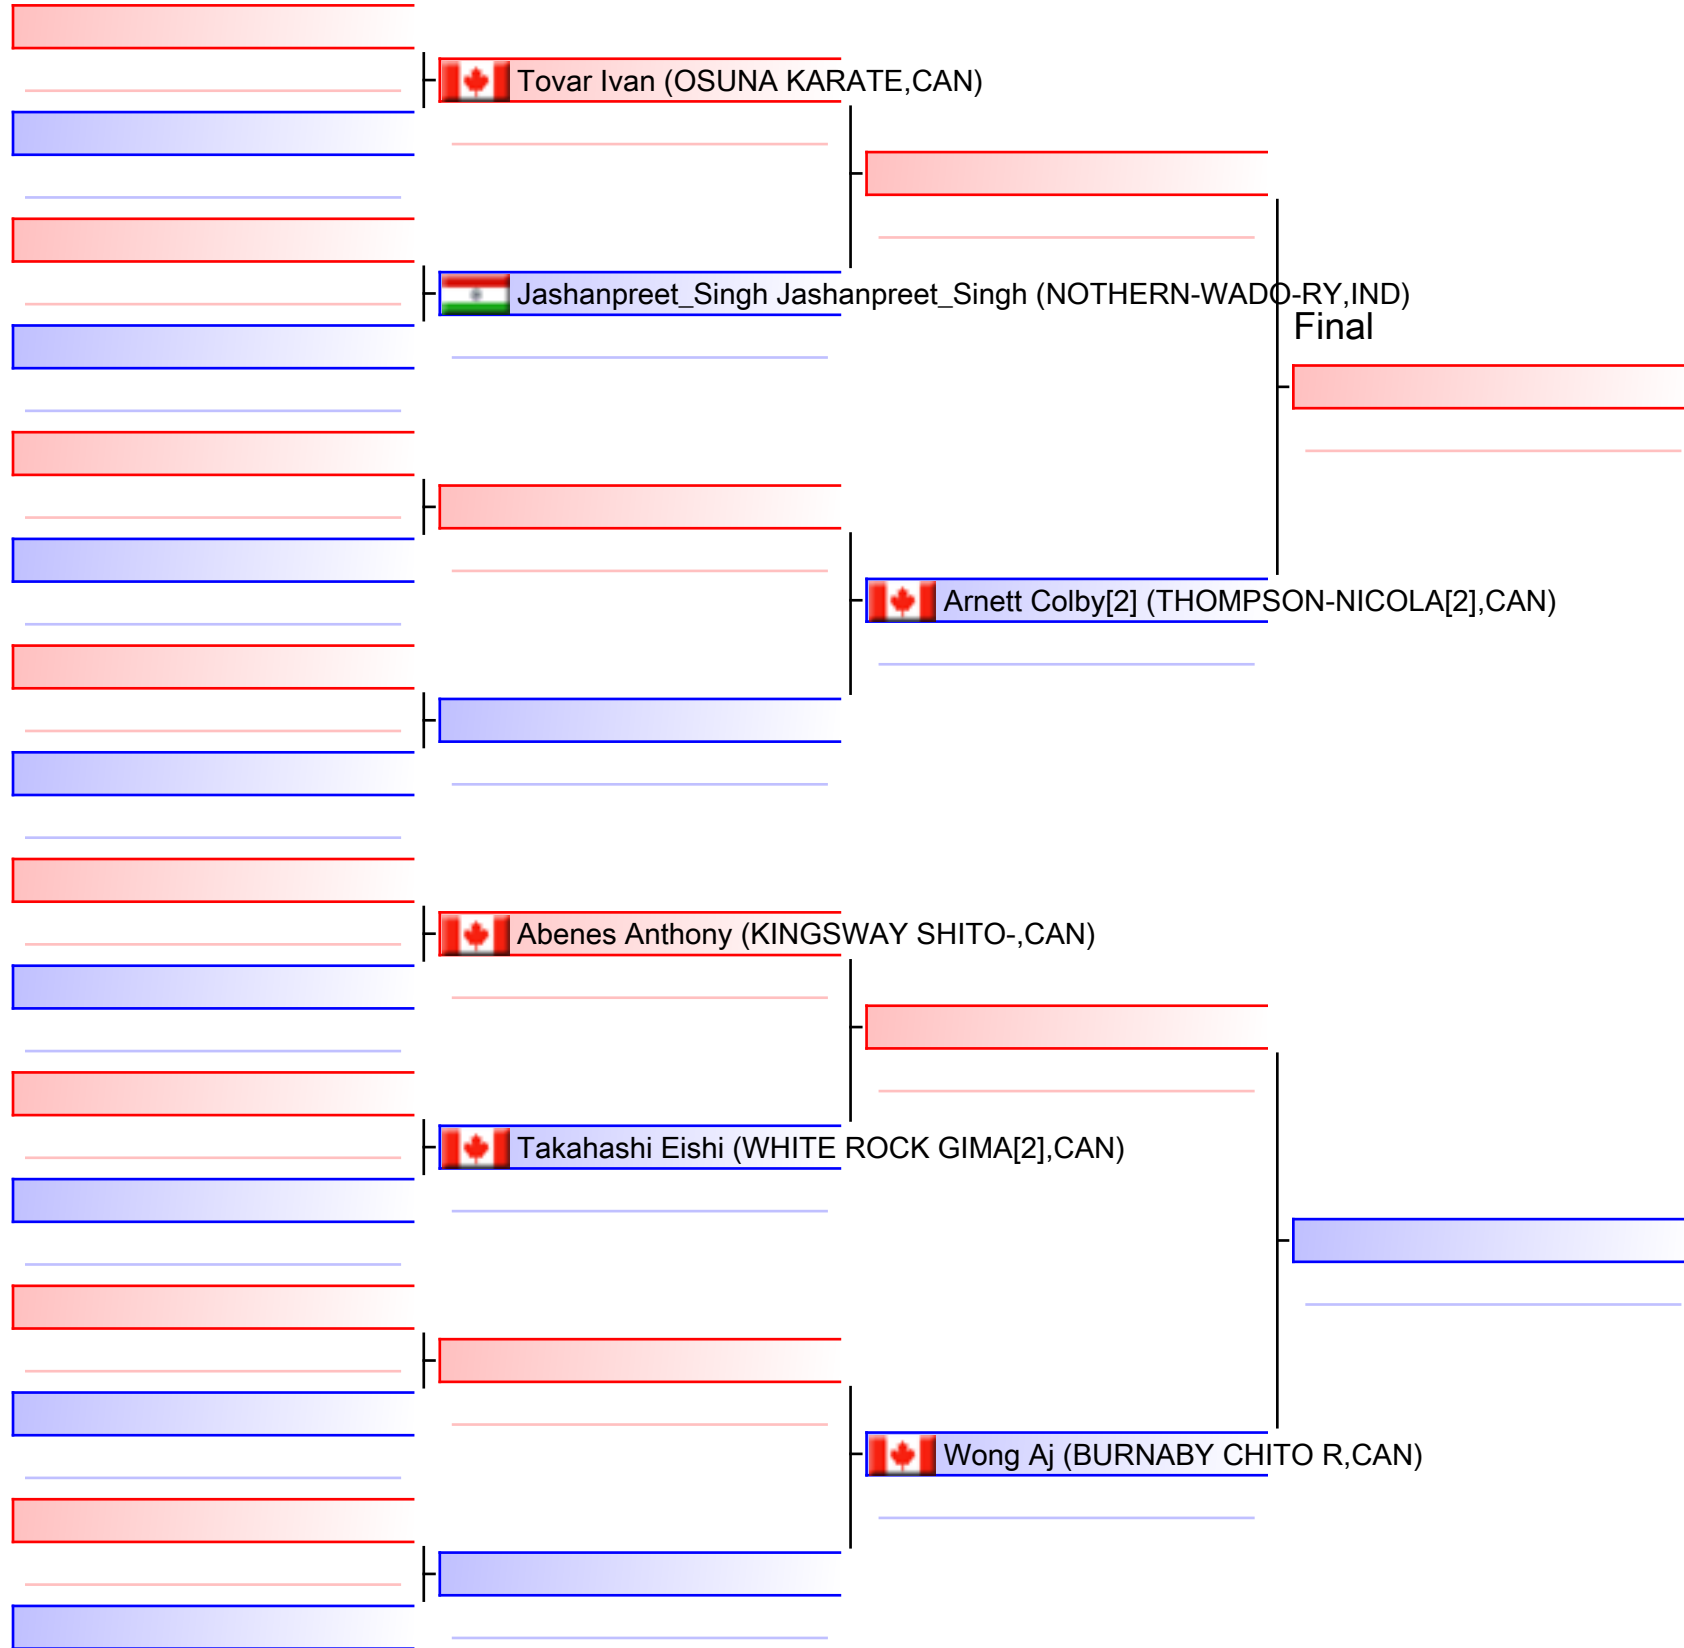 Tovar Ivan (OSUNA KARATE,CAN)
Jashanpreet_Singh Jashanpreet_Singh (NOTHERN-WADO-RY,IND)
Final
Arnett Colby[2] (THOMPSON-NICOLA[2],CAN)
Abenes Anthony (KINGSWAY SHITO-,CAN)
Takahashi Eishi (WHITE ROCK GIMA[2],CAN)
Wong Aj (BURNABY CHITO R,CAN)